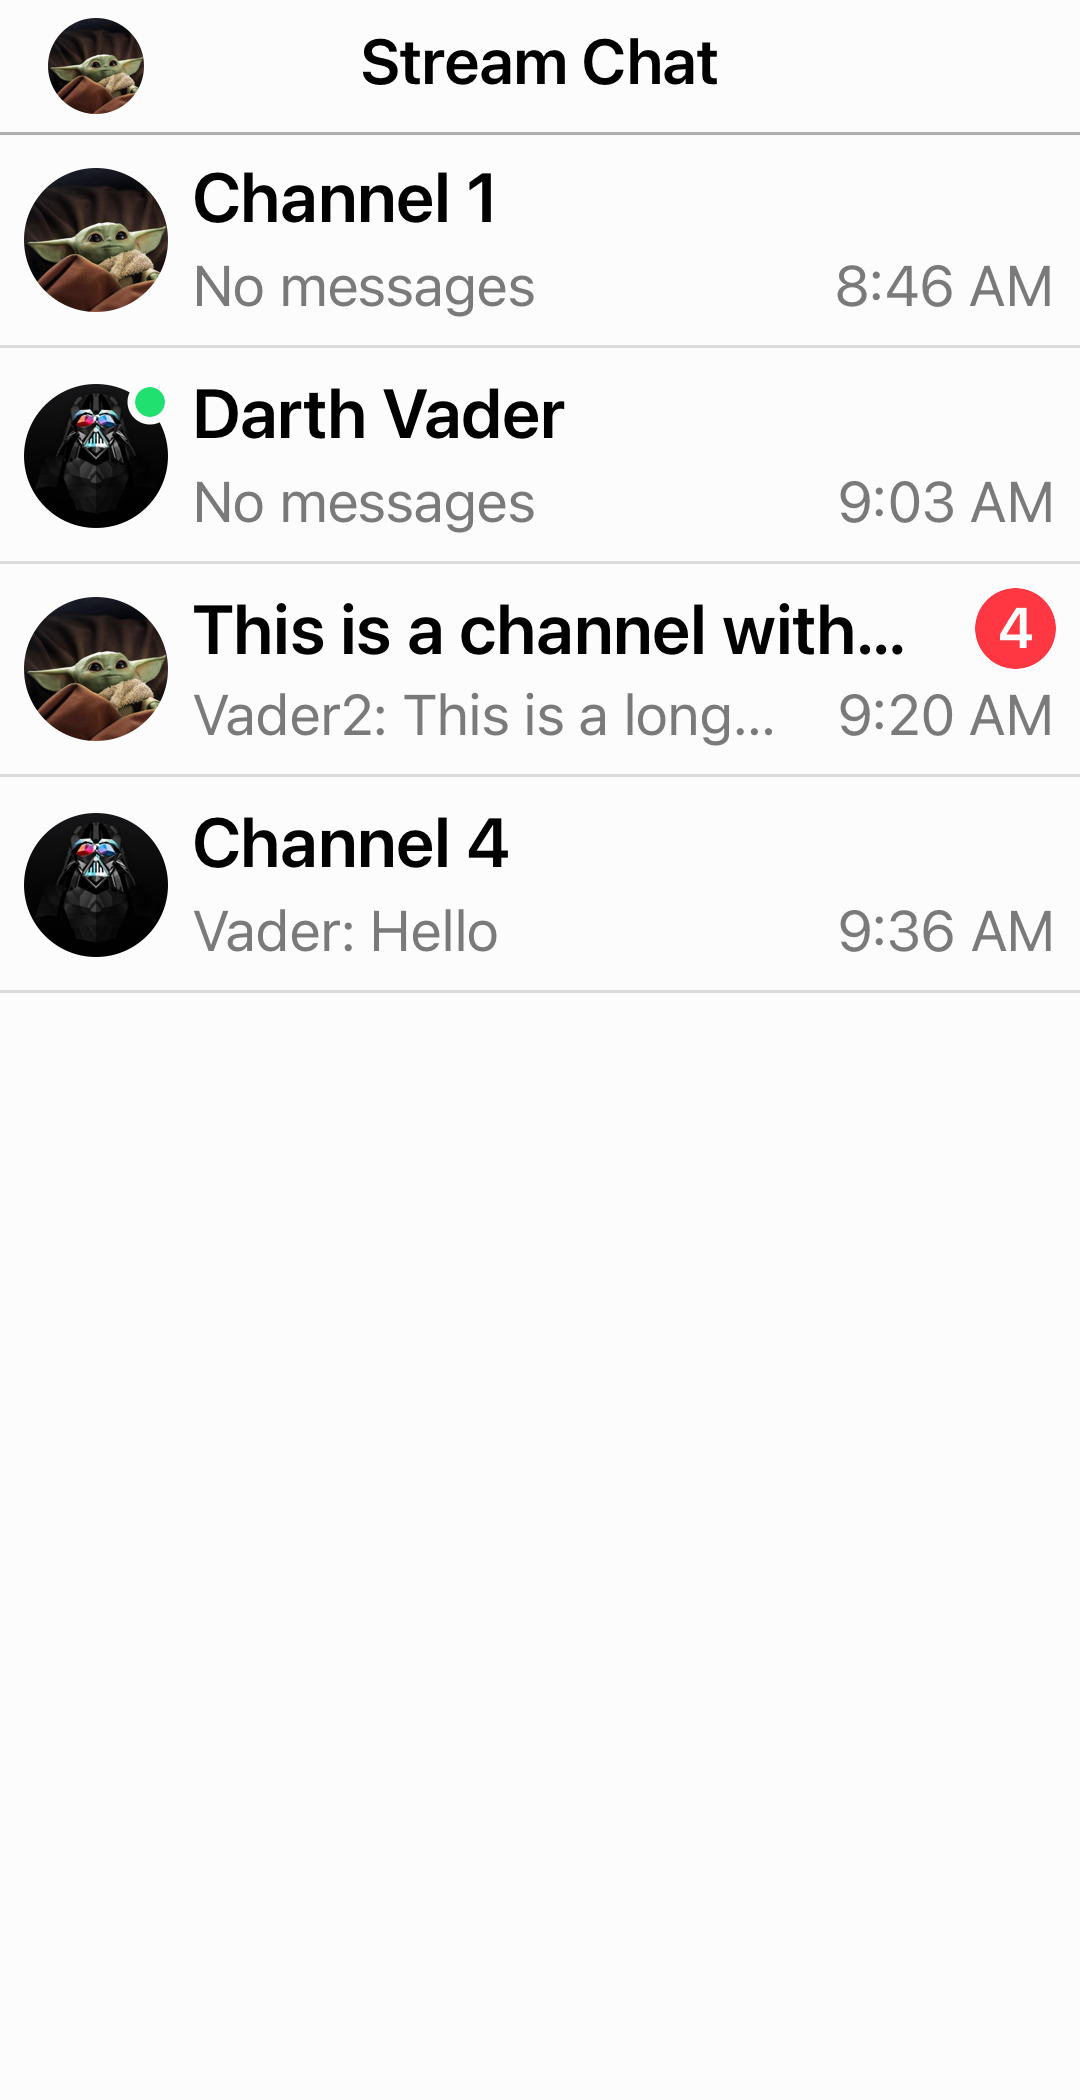 Stream Chat
Channel 1
No messages 8:46 AM
Darth Vader
No messages 9:03 AM
This is a channel with... 4
Vader2: This is a long... 9:20 AM
Channel 4
Vader: Hello 9:36 AM